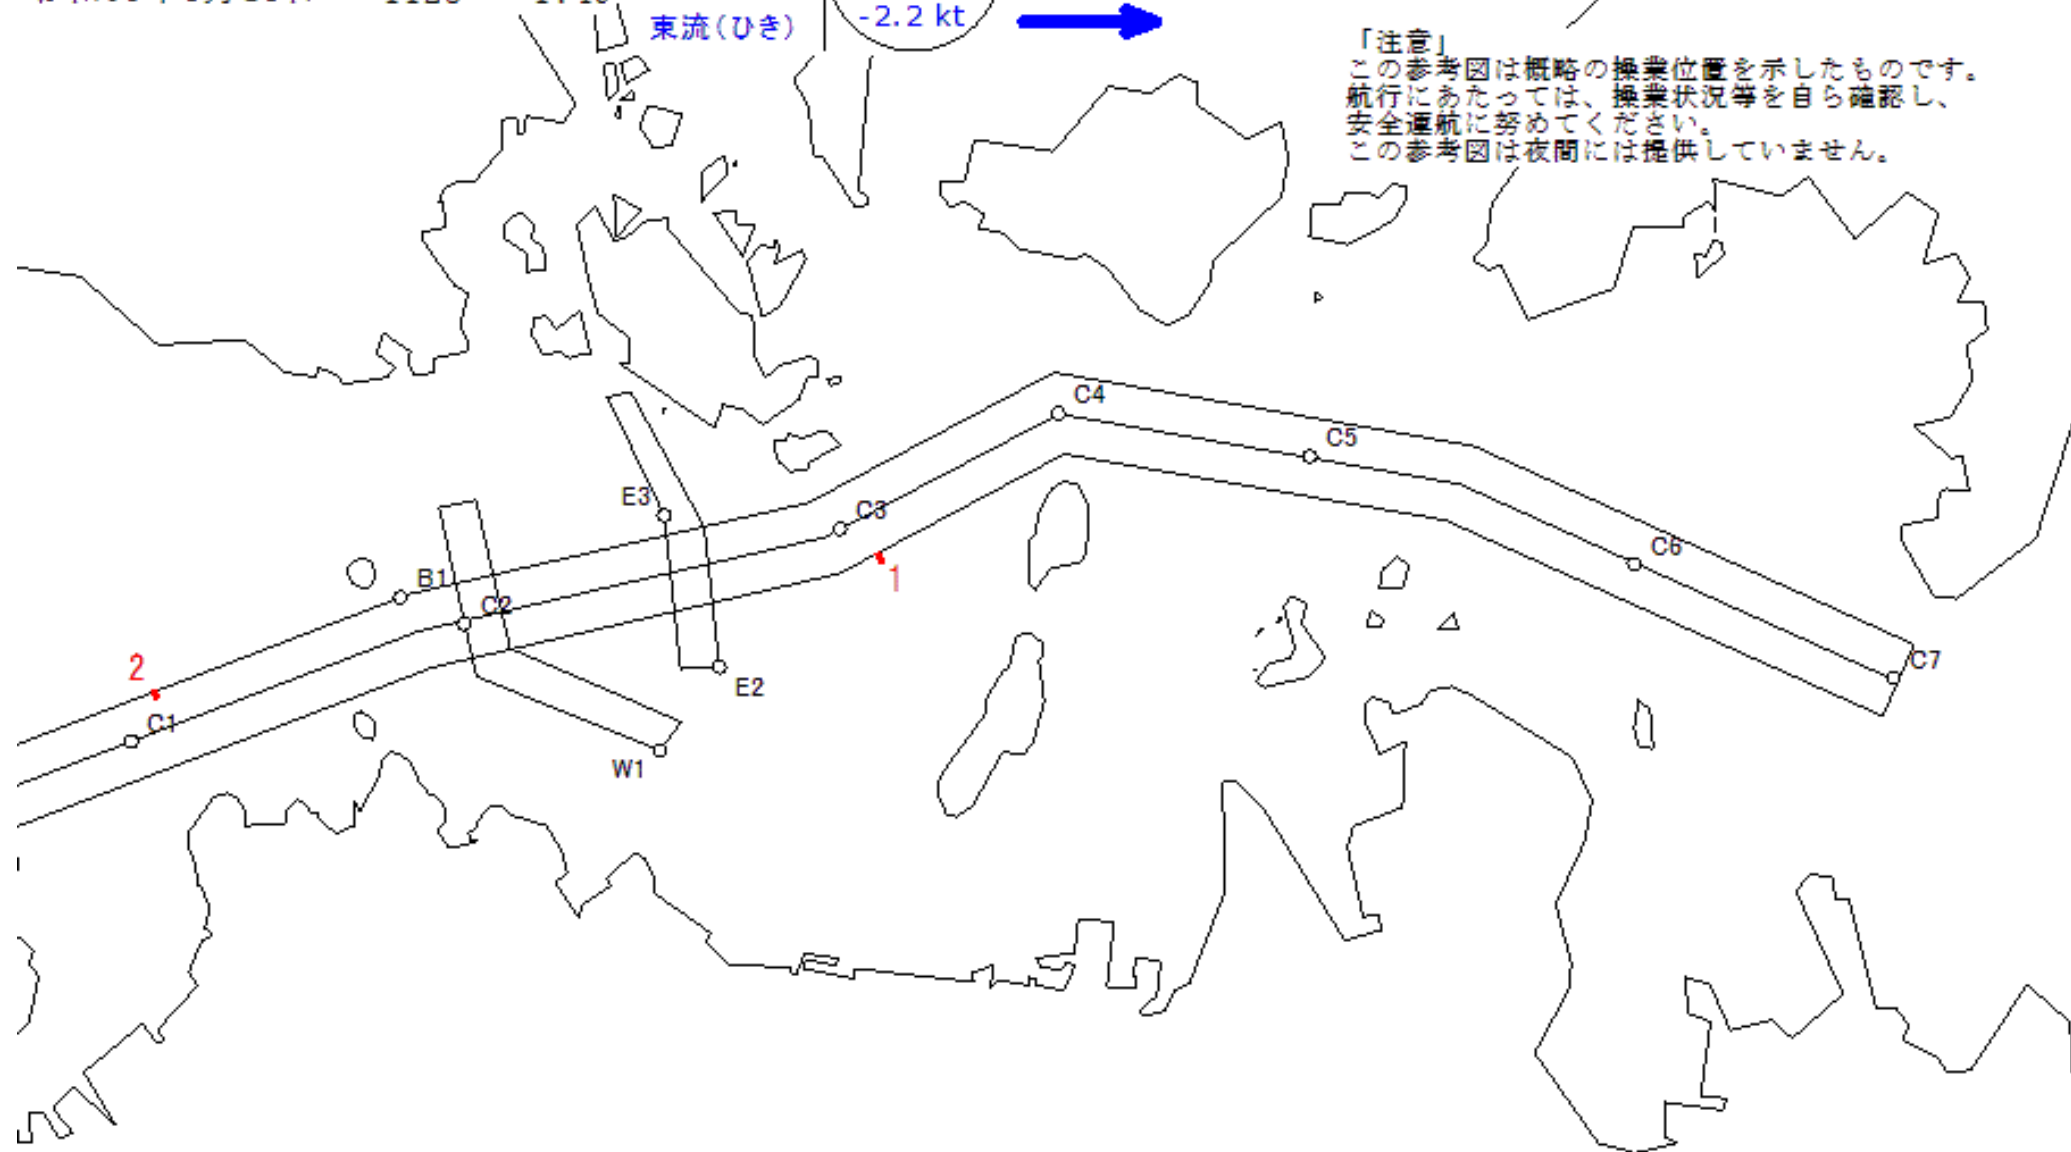 東流(ひき)
-2.2 kt
「注意」
この参考図は概略の操業位置を示したものです。
航行にあたっては、操業状況等を自ら確認し、
安全運航に努めてください。
この参考図は夜間には提供していません。
C4
C5
E3
C3
C6
B1
1
C2
2
C7
E2
C1
W1